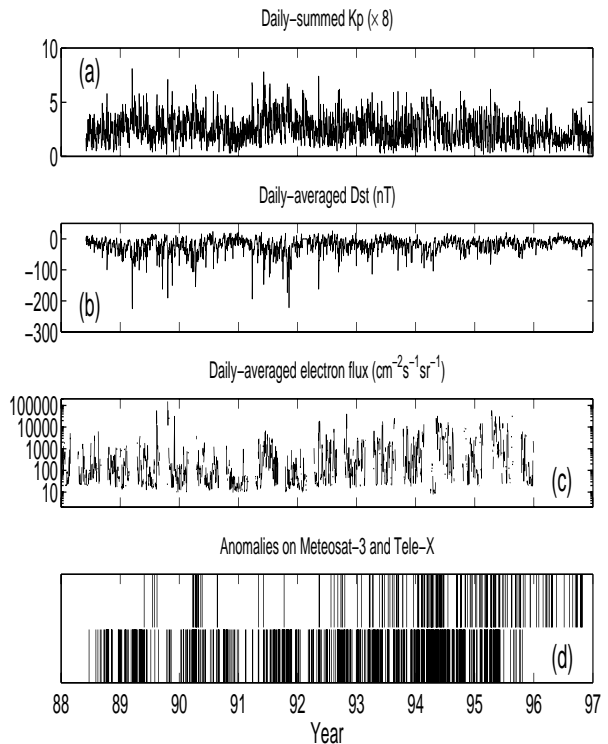 Daily−summed Kp (× 8)
10
(a)
5
0
Daily−averaged Dst (nT)
0
−100
−200
(b)
−300
Daily−averaged electron flux (cm−2s−1sr−1)
100000
10000
1000
100
10
(c)
Anomalies on Meteosat−3 and Tele−X
(d)
88 89 90 91 92 93 94 95 96 97
Year